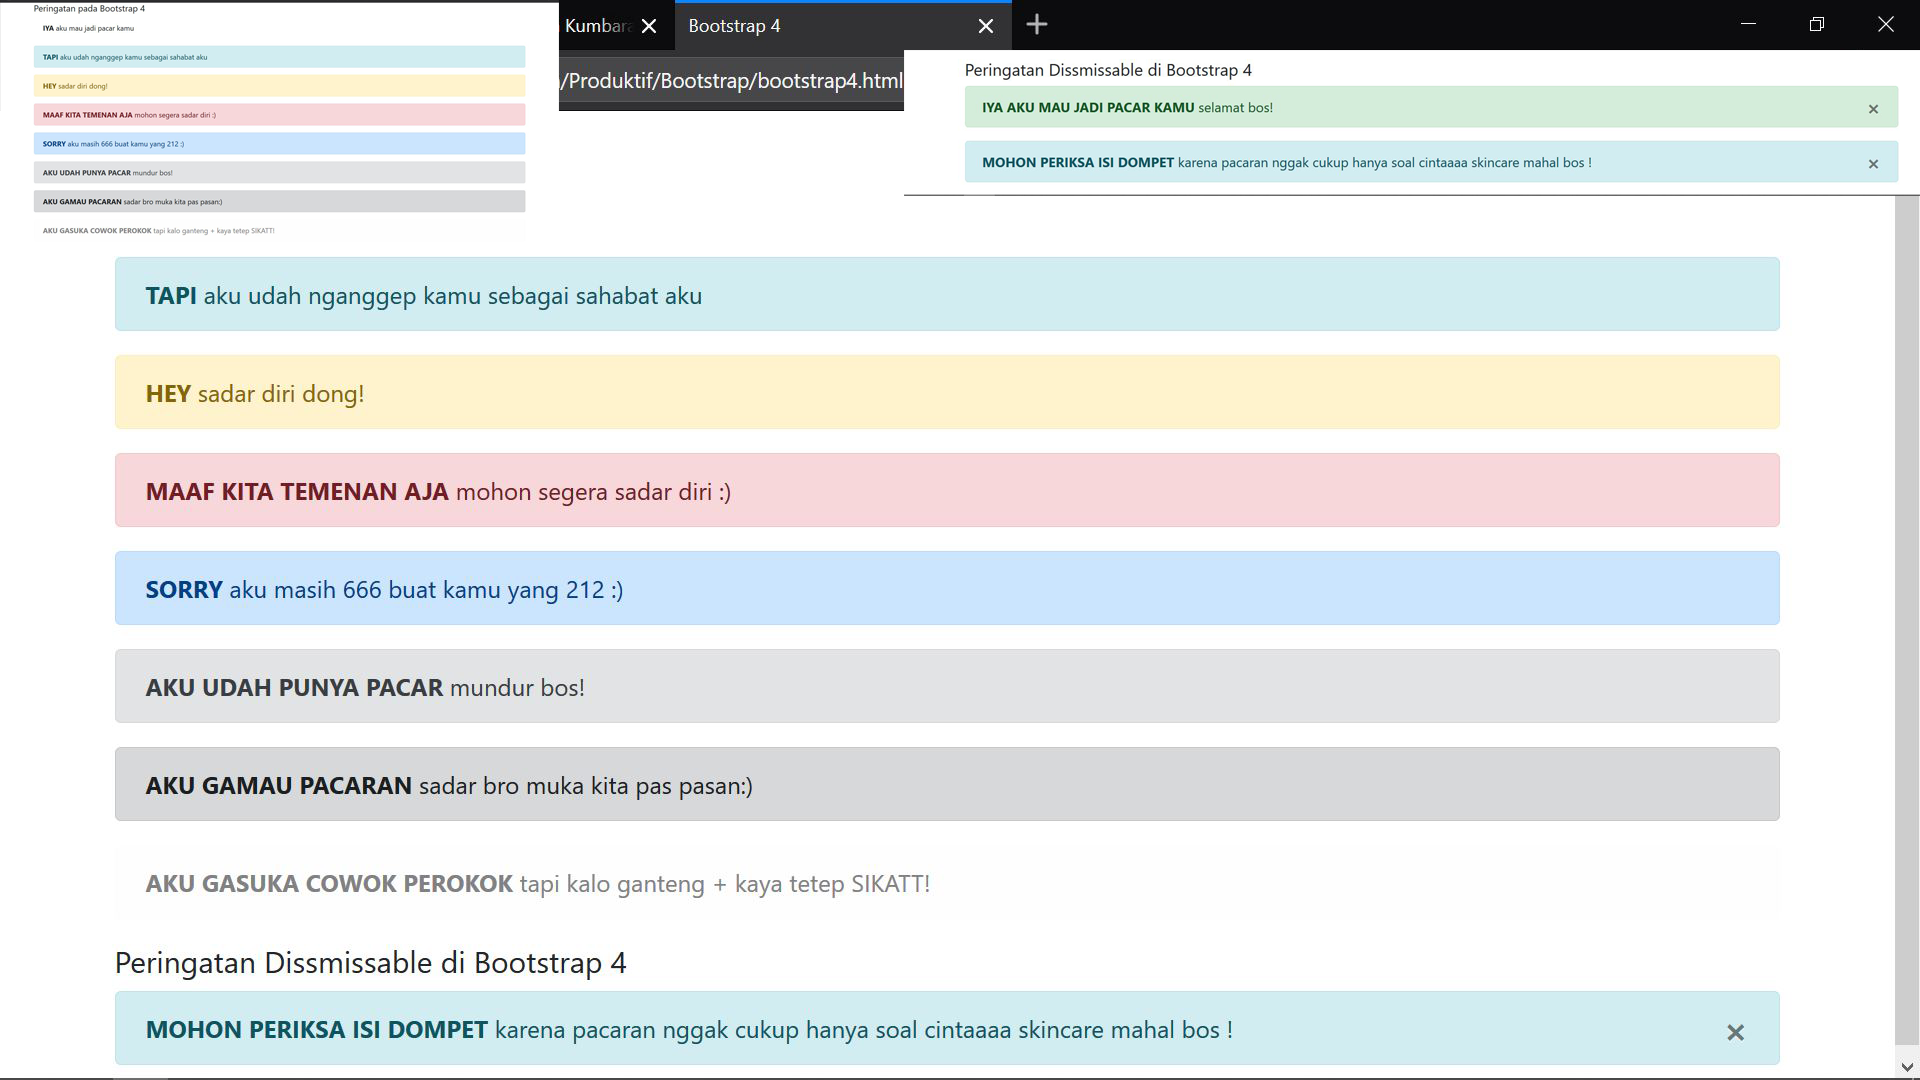 Peringatan pada Bootstrap 4
IYA aku mau jadi pacar kamu
TAPI aku udah nganggep kamu sebagai sahabat aku
HEY sadar diri dong!
MAAF KITA TEMENAN AJA mohon segera sadar diri :)
SORRY aku masih 666 buat kamu yang 212 :)
AKU UDAH PUNYA PACAR mundur bos!
AKU GAMAU PACARAN sadar bro muka kita pas pasan:)
AKU GASUKA COWOK PEROKOK tapi kalo ganteng + kaya tetep SIKATT!
Kumbar
Bootstrap 4
/Produktif/Bootstrap/bootstrap4.html
Peringatan Dissmissable di Bootstrap 4
IYA AKU MAU JADI PACAR KAMU selamat bos!
MOHON PERIKSA ISI DOMPET karena pacaran nggak cukup hanya soal cintaaaa skincare mahal bos !
TAPI aku udah nganggep kamu sebagai sahabat aku
HEY sadar diri dong!
MAAF KITA TEMENAN AJA mohon segera sadar diri :)
SORRY aku masih 666 buat kamu yang 212 :)
AKU UDAH PUNYA PACAR mundur bos!
AKU GAMAU PACARAN sadar bro muka kita pas pasan:)
AKU GASUKA COWOK PEROKOK tapi kalo ganteng + kaya tetep SIKATT!
Peringatan Dissmissable di Bootstrap 4
MOHON PERIKSA ISI DOMPET karena pacaran nggak cukup hanya soal cintaaaa skincare mahal bos !